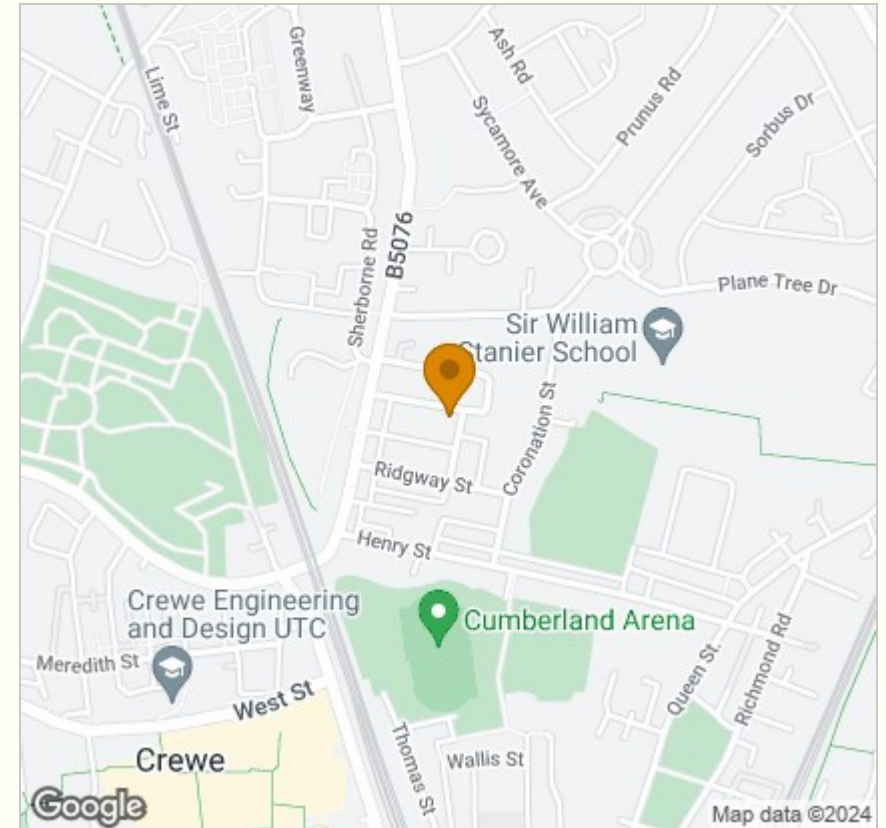 Greenway
Ash Rd
Lime St
Sycamore Ave
Prunus Rd
Sorbus Dr
B5076
Sherborne Rd
Plane Tree Dr
Sir William
Stanier School
Coronation St
Ridgway St
Henry St
Crewe Engineering
and Design UTC
Cumberland Arena
Meredith St
West St
Queen St.
Richmond Rd
Crewe
Thomas St
Wallis St
Google
Map data ©2024